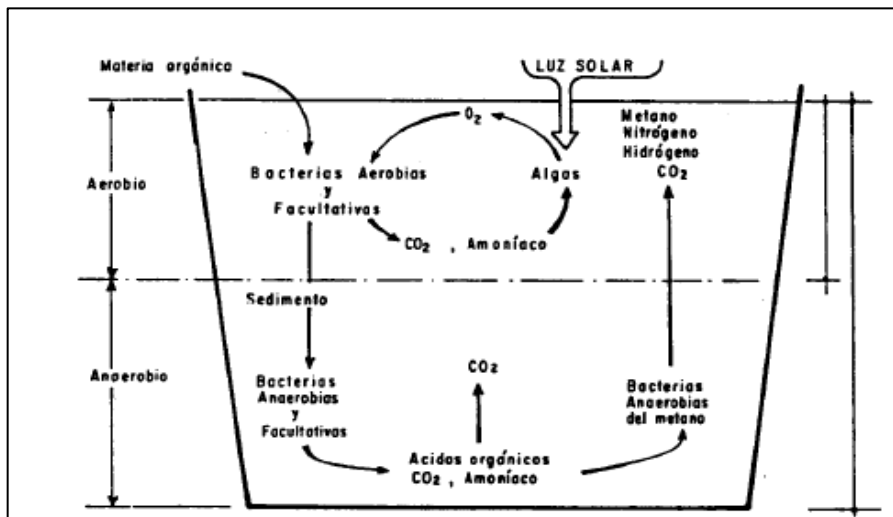 Materia orgánica
LUZ SOLAR
O2
Metano
Nitrógeno
Hidrógeno
CO2
Aerobio
Bacterias Aerobias
y
Facultativas
Algas
CO2 , Amoníaco
Sedimento
Anaerobio
Bacterias
Anaerobias
y
Facultativas
CO2
Acidos orgánicos
CO2 , Amoníaco
Bacterias
Anaerobias
del metano